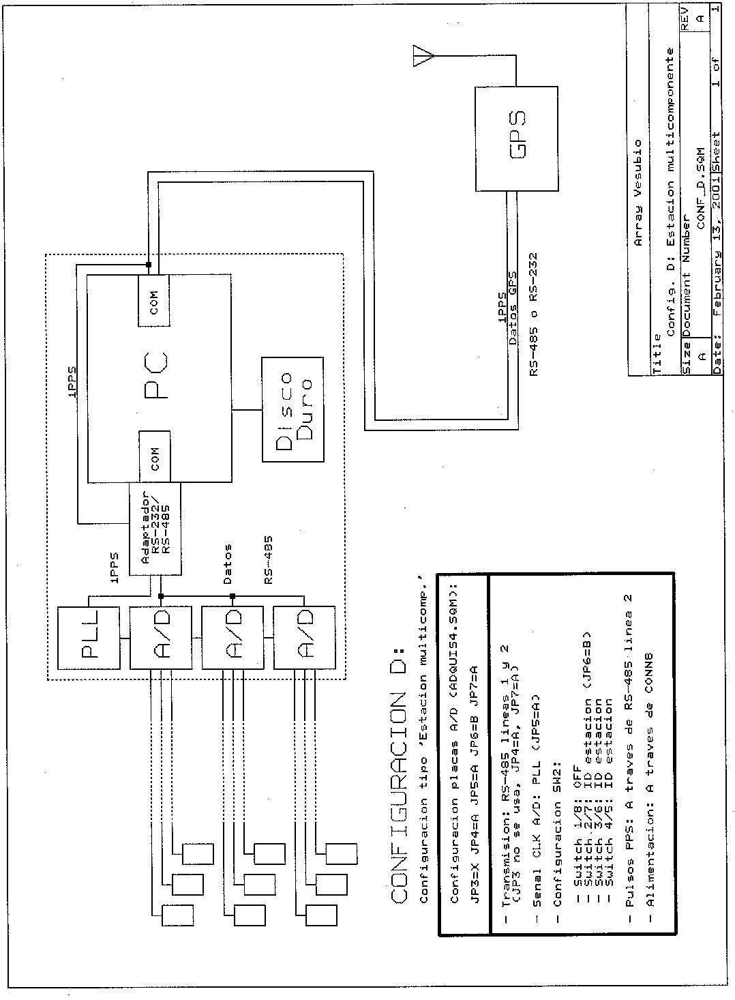 PLL
A/D
A/D
A/D
1PPS
Datos
RS-485
Adaptador
RS-232/
RS-485
COM
PC
COM
1PPS
Disco
Duro
1PPS
Datos GPS
RS-485 o RS-232
GPS
CONFIGURACION D:
Configuracion tipo 'Estacion multicomp.'
Configuracion placas A/D (ADQUIS4.SQM):
JP3=X JP4=A JP5=A JP6=B JP7=A
- Transmision: RS-485 lineas 1 y 2
(JP3 no se usa, JP4=A, JP7=A)
- Senal CLK A/D: PLL (JP5=A)
- Configuracion SW2:
- Switch 1/8: OFF
- Switch 2/7: ID estacion (JP6=B)
- Switch 3/6: ID estacion
- Switch 4/5: ID estacion
- Pulsos PPS: A traves de RS-485 linea 2
- Alimentacion: A traves de CONN8
Array Vesubio
Title
Config. D: Estacion multicomponente
Size Document Number REV
A CONF_D.SQM A
Date: February 13, 2001 Sheet 1 of 1